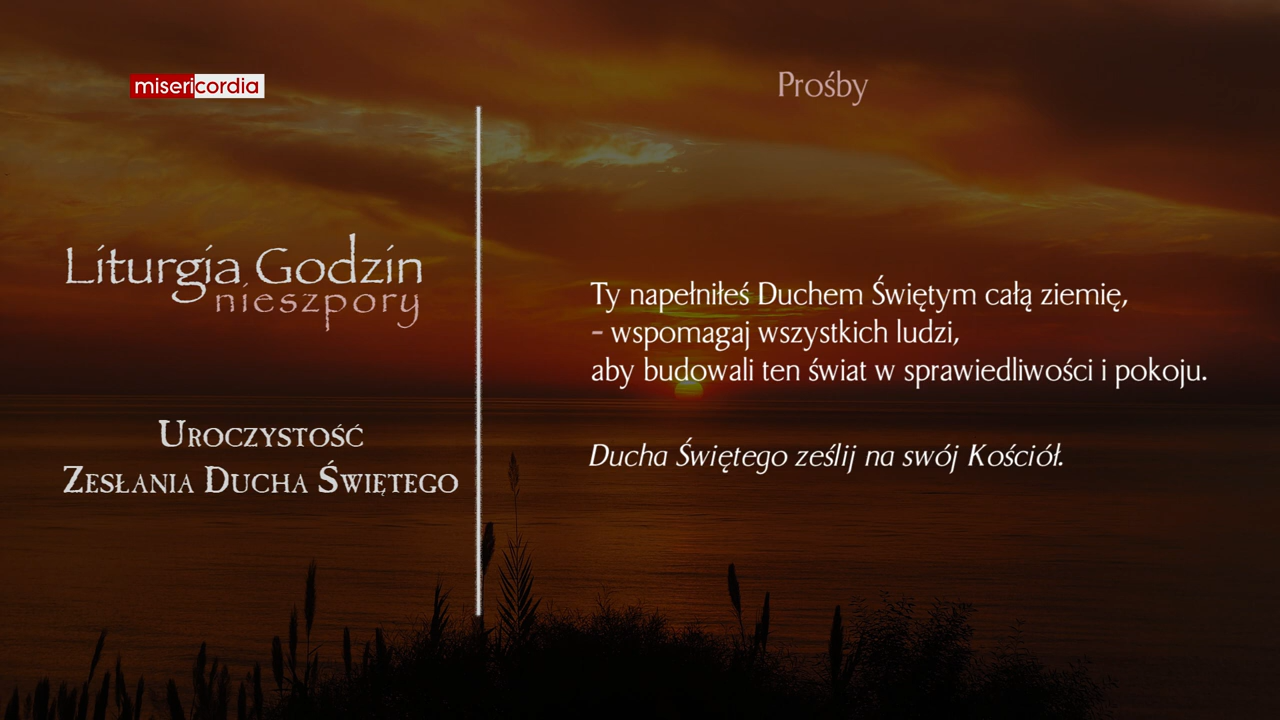 misericordia
Liturgia Godzin
nieszpory
Uroczystość
Zesłania Ducha Świętego
Prośby
Ty napełniłeś Duchem Świętym całą ziemię,
- wspomagaj wszystkich ludzi,
aby budowali ten świat w sprawiedliwości i pokoju.
Ducha Świętego ześlij na swój Kościół.